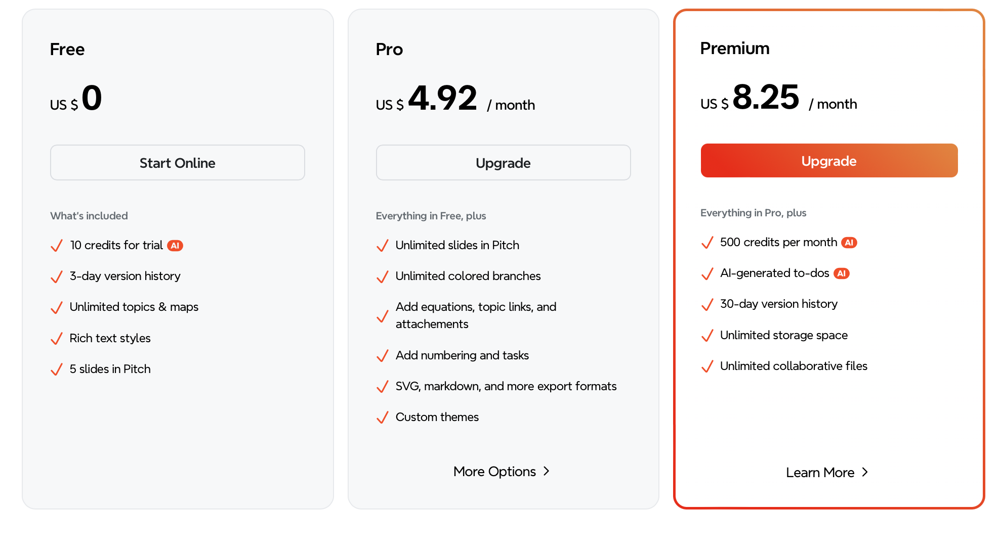 Free
US $ 0
Start Online
What's included
10 credits for trial AI
3-day version history
Unlimited topics & maps
Rich text styles
5 slides in Pitch
Pro
US $ 4.92 / month
Upgrade
Everything in Free, plus
Unlimited slides in Pitch
Unlimited colored branches
Add equations, topic links, and
attachements
Add numbering and tasks
SVG, markdown, and more export formats
Custom themes
More Options
Premium
US $ 8.25 / month
Upgrade
Everything in Pro, plus
500 credits per month AI
AI-generated to-dos AI
30-day version history
Unlimited storage space
Unlimited collaborative files
Learn More